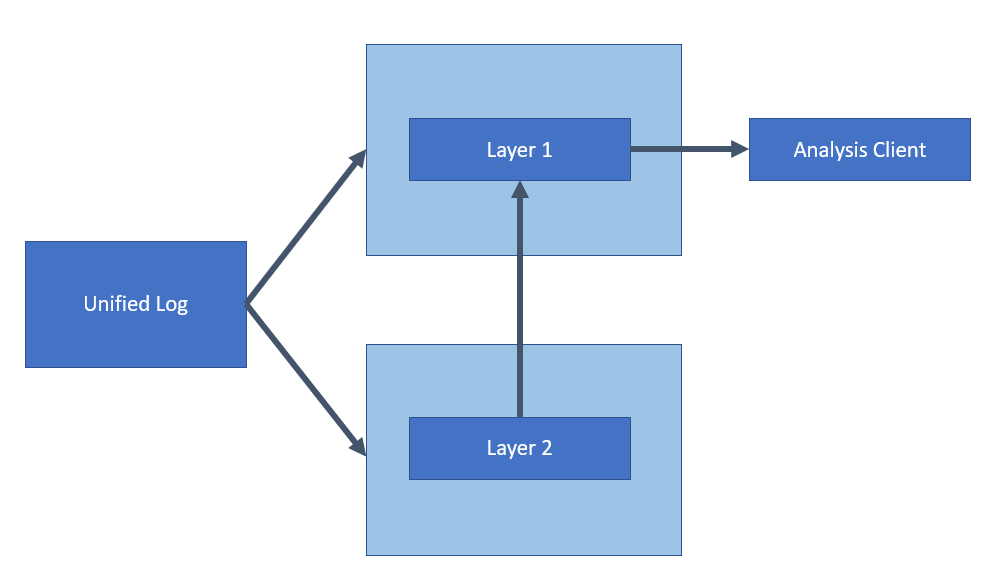 Layer 1
Analysis Client
Unified Log
Layer 2